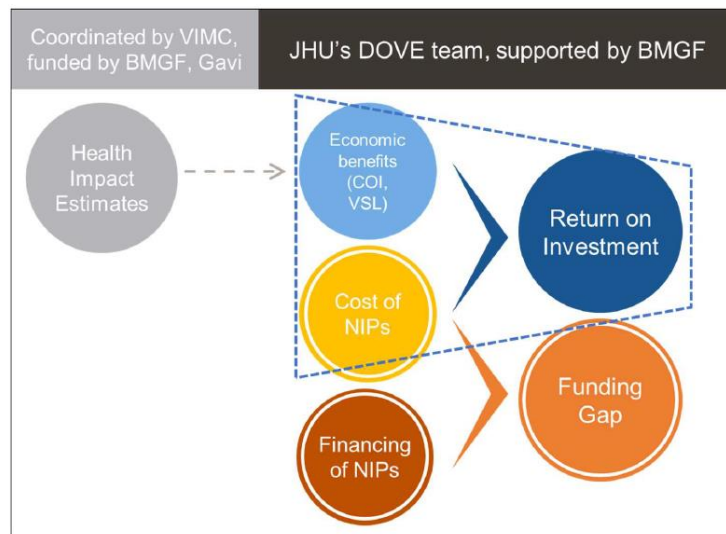 Coordinated by VIMC,
funded by BMGF, Gavi
JHU's DOVE team, supported by BMGF
Health
Impact
Estimates
Economic
benefits
(COI,
VSL)
Return on
Investment
Cost of
NIPs
Funding
Gap
Financing
of NIPs